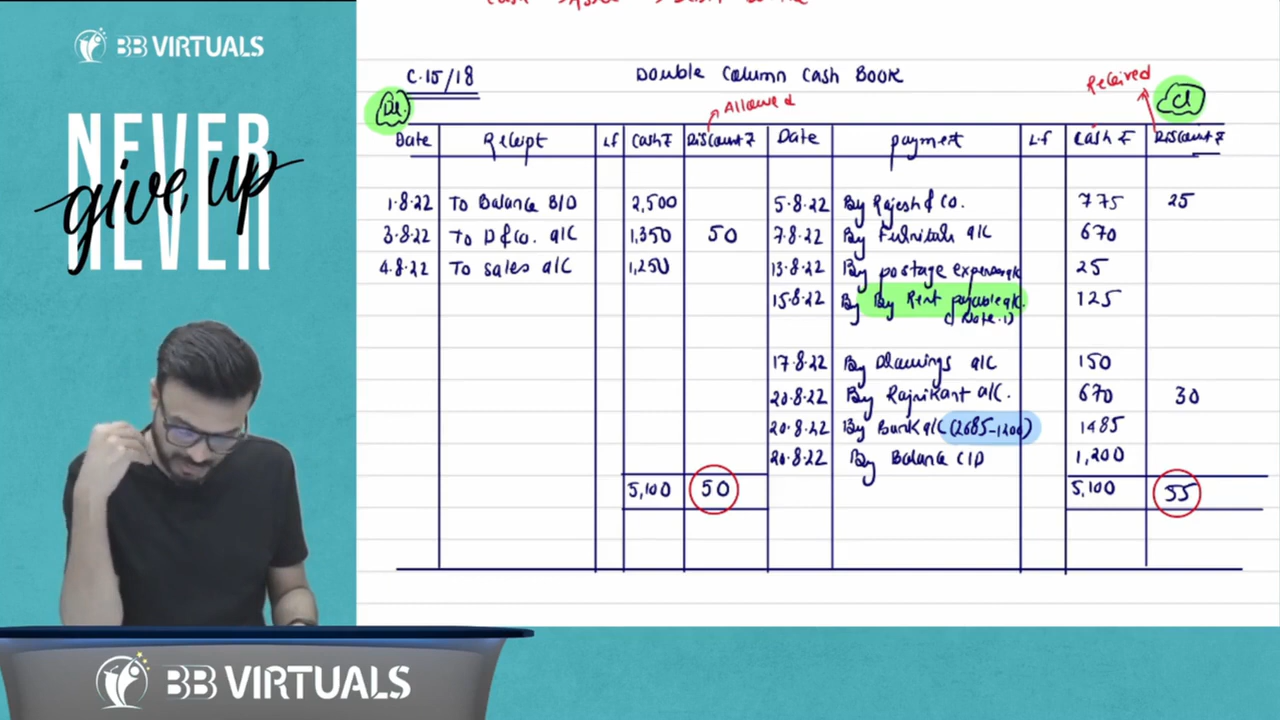 BB VIRTUALS
NEVER
give up
NEVER
C.15/18
Double Column Cash Book
Allowed
Received
Dr.
Cr
Date Receipt L.f Cash ₹ Discount ₹ Date payment L.f Cash ₹ Discount ₹
1.8.22 To Balance B/D 2,500 5.8.22 By Rajesh & Co. 775 25
3.8.22 To D & Co. a/c 1,350 50 7.8.22 By Furniture a/c 670
4.8.22 To Sales a/c 1,250 13.8.22 By postage expense a/c 25
15.8.22 By By Rent payable a/c. 125
(Note.1)
17.8.22 By Drawings a/c 150
20.8.22 By Rajnikant a/c. 670 30
20.8.22 By Bank a/c (2685-1200) 1485
20.8.22 By Balance C/D 1,200
5,100 50 5,100 55
BB VIRTUALS